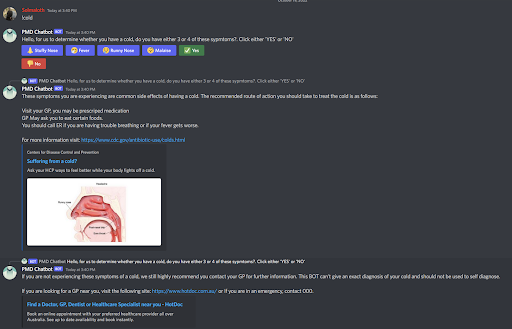 Today at 5:40 PM
!cold
PMD Chatbot BOT Today at 5:40 PM
Hello, for us to determine whether you have a cold, do you have either 3 or 4 of these sypmtoms?. Click either 'YES' or 'NO'
Stuffy Nose
Fever
Runny Nose
Malaise
Yes
No
PMD Chatbot Hello, for us to determine whether you have a cold, do you have either 3 or 4 of these sypmtoms?. Click either 'YES' or 'NO'
PMD Chatbot BOT Today at 5:40 PM
These symptoms you are experiencing are common side effects of having a cold. The recommended route of action you should take to treat the cold is as follows:
Visit your GP, you may be prescriped medication
GP May ask you to eat certain foods.
You should call ER if you are having trouble breathing or if your fever gets worse.
For more information visit: https://www.cdc.gov/antibiotic-use/colds.html
Centers for Disease Control and Prevention
Suffering from a cold?
Ask your HCP ways to feel better while your body fights off a cold.
PMD Chatbot Hello, for us to determine whether you have a cold, do you have either 3 or 4 of these sypmtoms?. Click either 'YES' or 'NO'
PMD Chatbot BOT Today at 5:40 PM
If you are not experiencing these symptoms of a cold, we still highly recommend you contact your GP for further information. This BOT can't give an exact diagnosis of your cold and should not be used to self diagnose.
If you are looking for a GP near you, visit the following site: https://www.hotdoc.com.au/ or If you are in an emergency, contact 000.
Find a Doctor, GP, Dentist or Healthcare Specialist near you - HotDoc
Book an online appointment with your preferred healthcare provider all over
Australia. See up to date availability and book instantly.